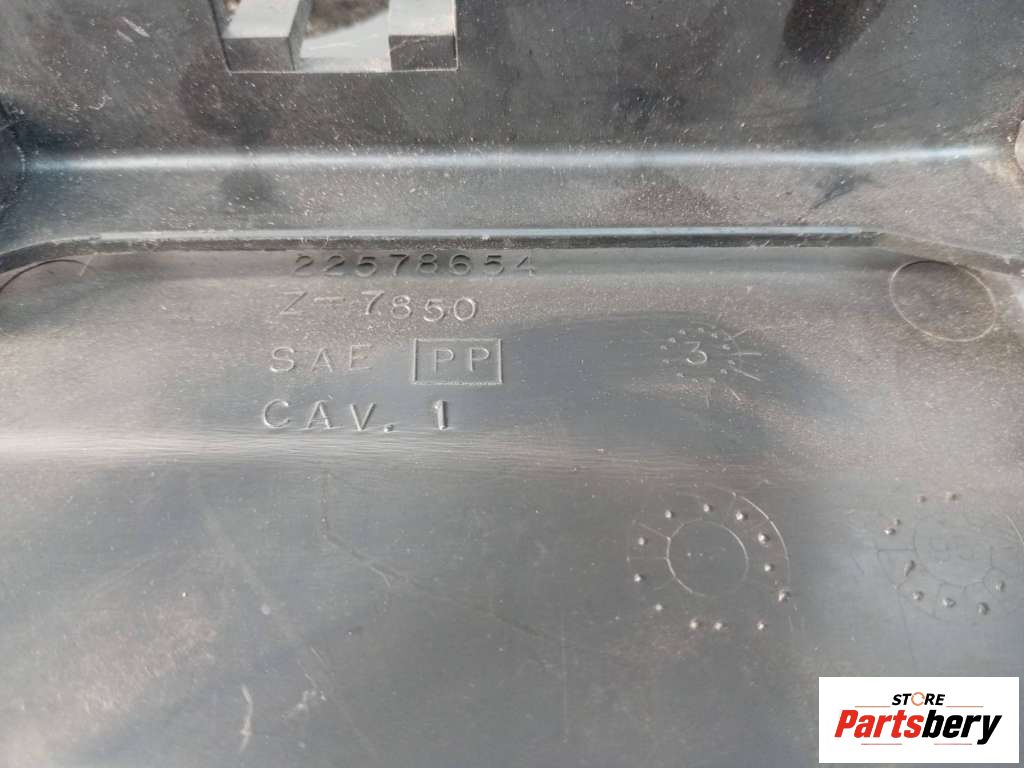 22578654
Z-7850
SAE PP
CAV. 1
3
STORE
Partsbery